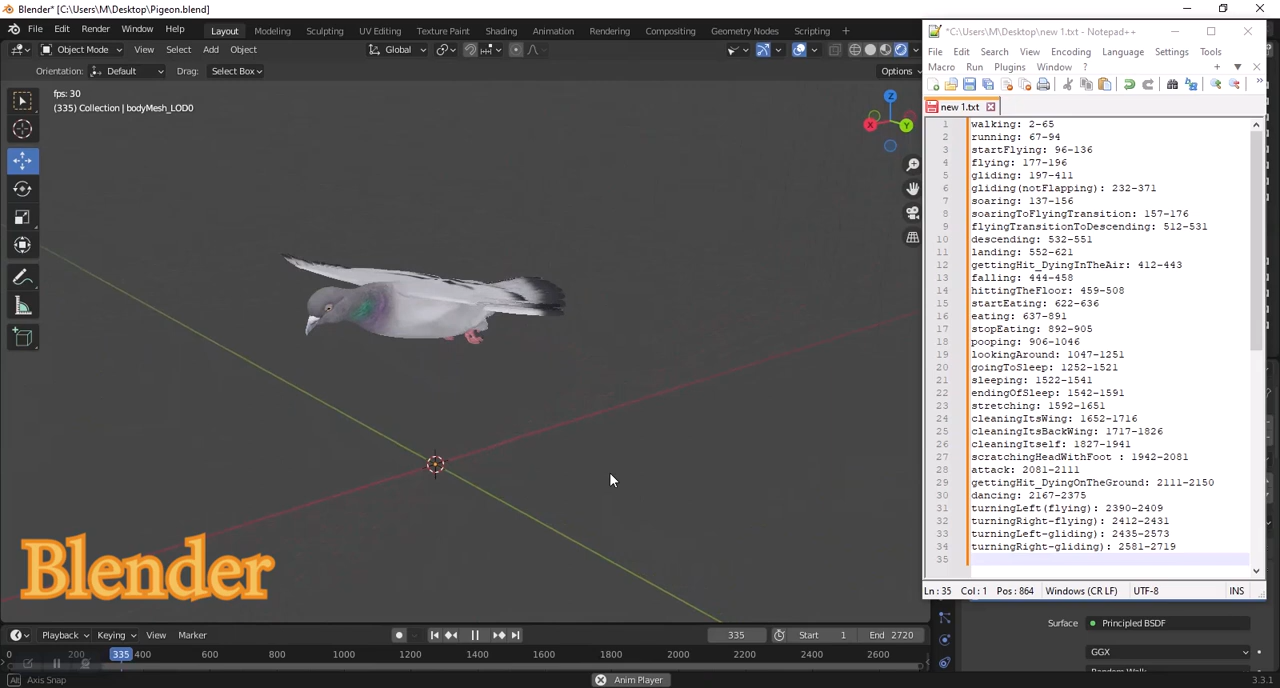 Blender* [C:\Users\M\Desktop\Pigeon.blend]
File Edit Render Window Help Layout Modeling Sculpting UV Editing Texture Paint Shading Animation Rendering Compositing Geometry Nodes Scripting +
Object Mode View Select Add Object Global
Orientation: Default Drag: Select Box Options
fps: 30
(335) Collection | bodyMesh_LOD0
Z
X
Y
Blender
Playback Keying View Marker 335 Start 1 End 2720
0 200 335 400 600 800 1000 1200 1400 1600 1800 2000 2200 2400 2600
Axis Snap Anim Player 3.3.1
*C:\Users\M\Desktop\new 1.txt - Notepad++
File Edit Search View Encoding Language Settings Tools
Macro Run Plugins Window ?
new 1.txt
1 walking: 2-65
2 running: 67-94
3 startFlying: 96-136
4 flying: 177-196
5 gliding: 197-411
6 gliding(notFlapping): 232-371
7 soaring: 137-156
8 soaringToFlyingTransition: 157-176
9 flyingTransitionToDescending: 512-531
10 descending: 532-551
11 landing: 552-621
12 gettingHit_DyingInTheAir: 412-443
13 falling: 444-458
14 hittingTheFloor: 459-508
15 startEating: 622-636
16 eating: 637-891
17 stopEating: 892-905
18 pooping: 906-1046
19 lookingAround: 1047-1251
20 goingToSleep: 1252-1521
21 sleeping: 1522-1541
22 endingOfSleep: 1542-1591
23 stretching: 1592-1651
24 cleaningItsWing: 1652-1716
25 cleaningItsBackWing: 1717-1826
26 cleaningItself: 1827-1941
27 scratchingHeadWithFoot : 1942-2081
28 attack: 2081-2111
29 gettingHit_DyingOnTheGround: 2111-2150
30 dancing: 2167-2375
31 turningLeft(flying): 2390-2409
32 turningRight-flying): 2412-2431
33 turningLeft-gliding): 2435-2573
34 turningRight-gliding): 2581-2719
35
Ln : 35 Col : 1 Pos : 864 Windows (CR LF) UTF-8 INS
Surface Principled BSDF
GGX